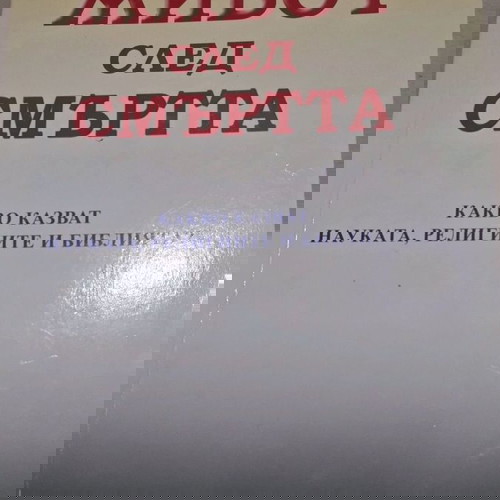 ЖИВОТ
СЛЕД
СМЪРТТА
КАКВО КАЗВАТ
НАУКАТА, РЕЛИГИИТЕ И БИБЛИЯТА?